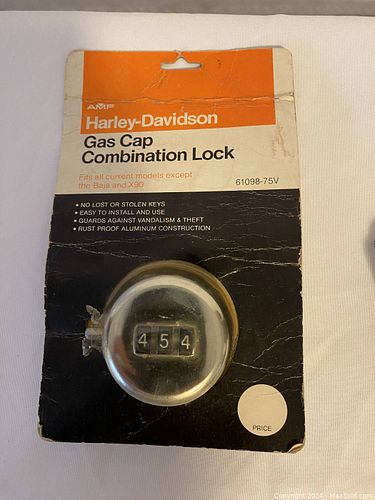 AMF
Harley-Davidson
Gas Cap
Combination Lock
Fits all current models except
the Baja and X90
61098-75V
• NO LOST OR STOLEN KEYS
• EASY TO INSTALL AND USE
• GUARDS AGAINST VANDALISM & THEFT
• RUST PROOF ALUMINUM CONSTRUCTION
4 5 4
PRICE
Copyright 2024 - MaxSold.com